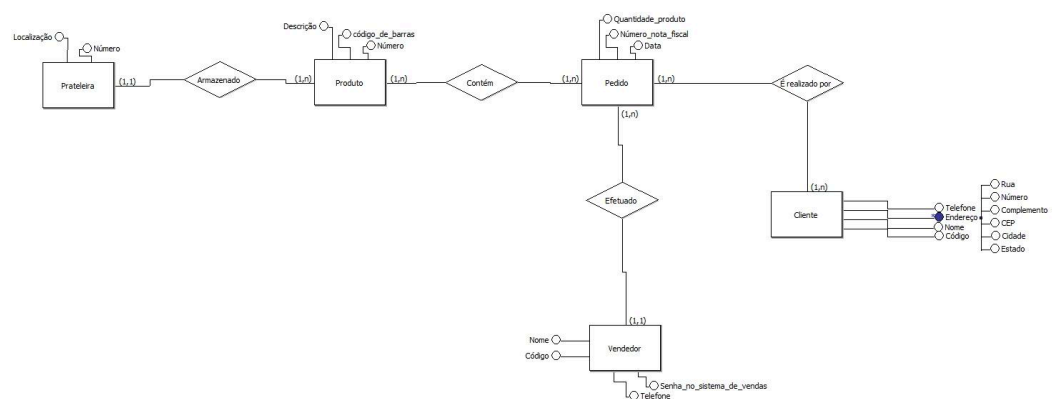 Quantidade_produto
Descrição
Número_nota_fiscal
Localização
código_de_barras
Número
Número
Data
Prateleira
(1,1)
Armazenado
(1,n)
Produto
(1,n)
Contém
(1,n)
Pedido
(1,n)
É realizado por
(1,n)
Efetuado
(1,n)
Cliente
Telefone
Endereço
Nome
Código
Rua
Número
Complemento
CEP
Cidade
Estado
(1,1)
Nome
Vendedor
Código
Senha_no_sistema_de_vendas
Telefone